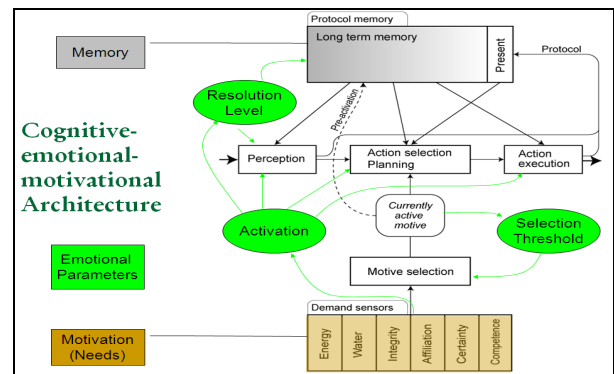 Protocol memory
Long term memory
Present
Protocol
Memory
Resolution
Level
Pre-activation
Cognitive-
emotional-
motivational
Architecture
Perception
Action selection
Planning
Action
execution
Activation
Currently
active
motive
Selection
Threshold
Emotional
Parameters
Motive selection
Demand sensors
Motivation
(Needs)
Energy
Water
Integrity
Affiliation
Certainty
Competence